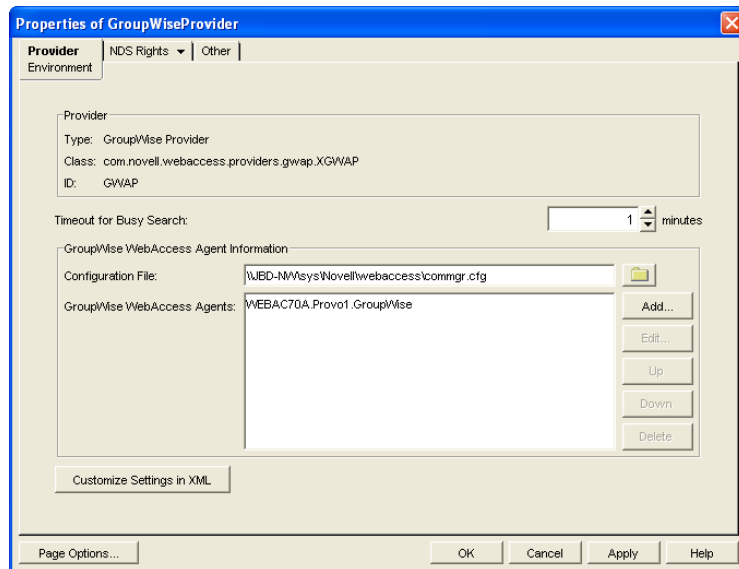 Properties of GroupWiseProvider
Provider NDS Rights Other
Environment
Provider
Type: GroupWise Provider
Class: com.novell.webaccess.providers.gwap.XGWAP
ID: GWAP
Timeout for Busy Search: 1 minutes
GroupWise WebAccess Agent Information
Configuration File: \\JBD-NW\sys\Novell\webaccess\commgr.cfg
GroupWise WebAccess Agents: WEBAC70A.Provo1.GroupWise
Add...
Edit...
Up
Down
Delete
Customize Settings in XML
Page Options... OK Cancel Apply Help